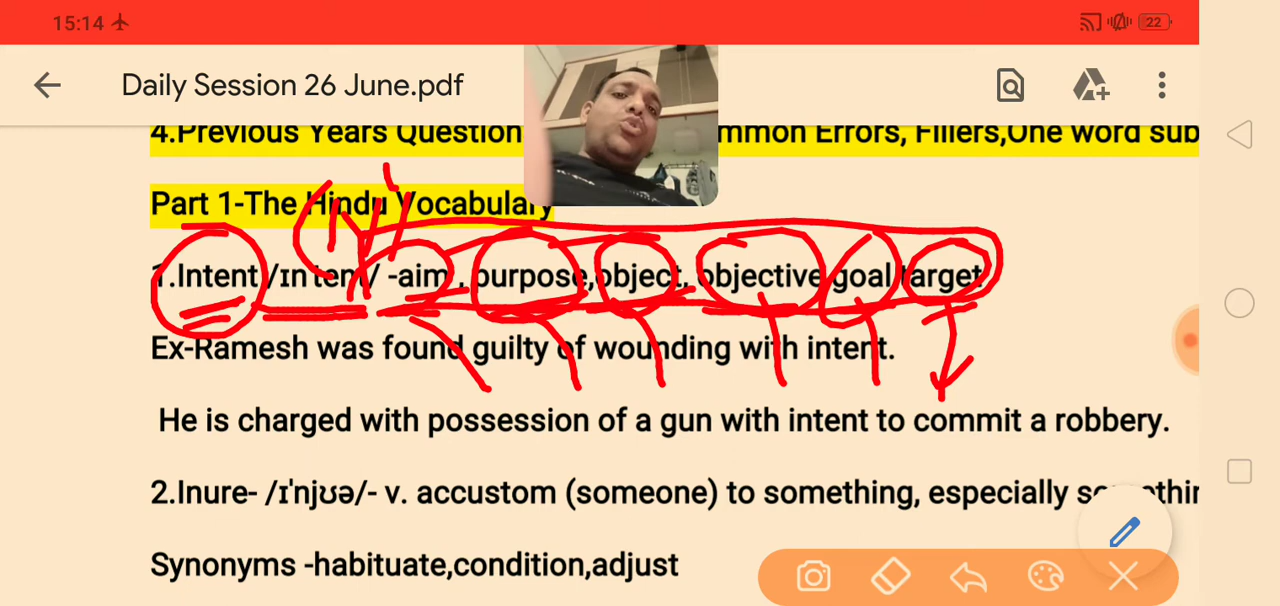 15:14
22
Daily Session 26 June.pdf
4.Previous Years Question mmon Errors, Fillers,One word sub
Part 1-The Hindu Vocabulary
1.Intent /ɪnˈtent/ -aim, purpose,object, objective,goal,target
Ex-Ramesh was found guilty of wounding with intent.
He is charged with possession of a gun with intent to commit a robbery.
2.Inure- /ɪˈnjʊə/- v. accustom (someone) to something, especially
Synonyms -habituate,condition,adjust